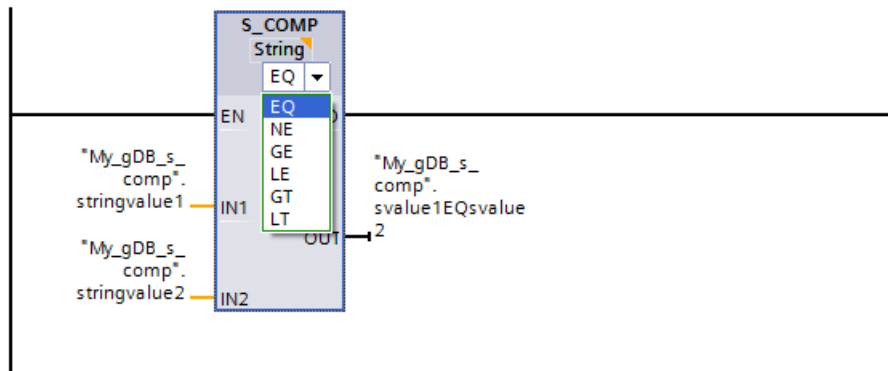 S_COMP
String
EQ
EN
EQ
NE
GE
LE
GT
LT
"My_gDB_s_
comp".
stringvalue1
IN1
"My_gDB_s_
comp".
svalue1EQsvalue
2
OUT
"My_gDB_s_
comp".
stringvalue2
IN2